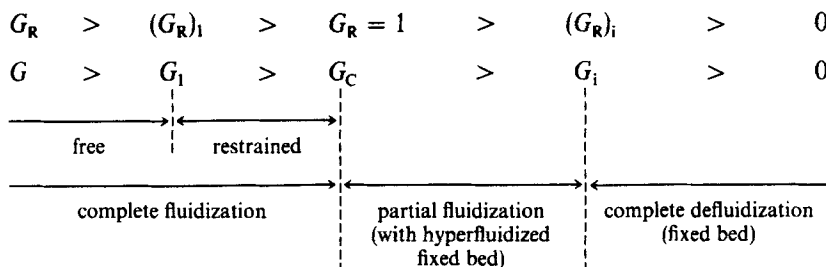 G_R > (G_R)_1 > G_R = 1 > (G_R)_i > 0
G > G_1 > G_C > G_i > 0
free restrained
complete fluidization partial fluidization complete defluidization
(with hyperfluidized (fixed bed)
fixed bed)